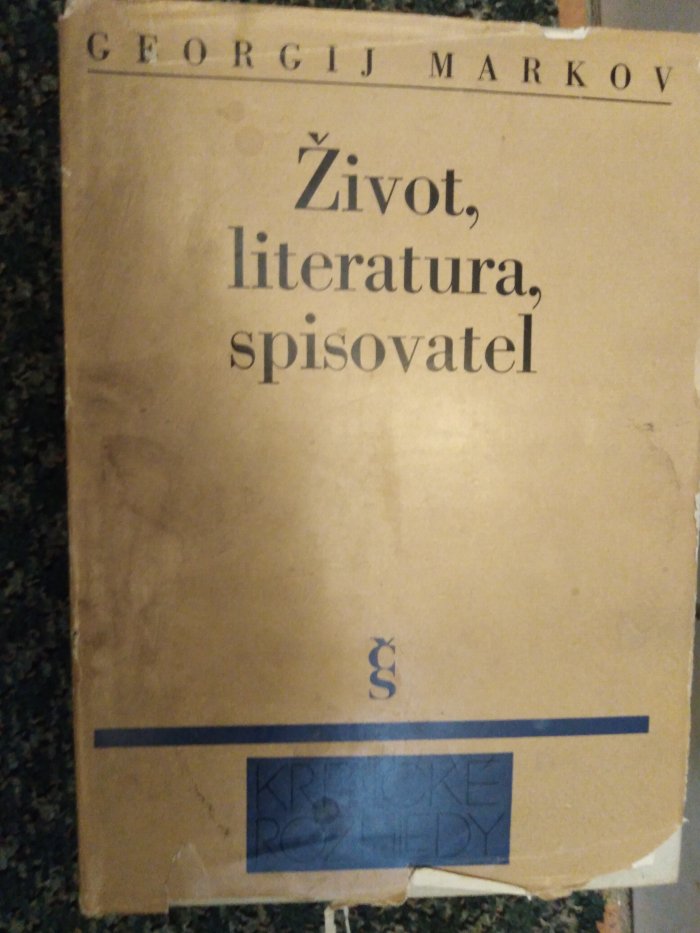 GEORGIJ MARKOV
Život,
literatura,
spisovatel
ČS
KRITICKÉ
ROZHLEDY